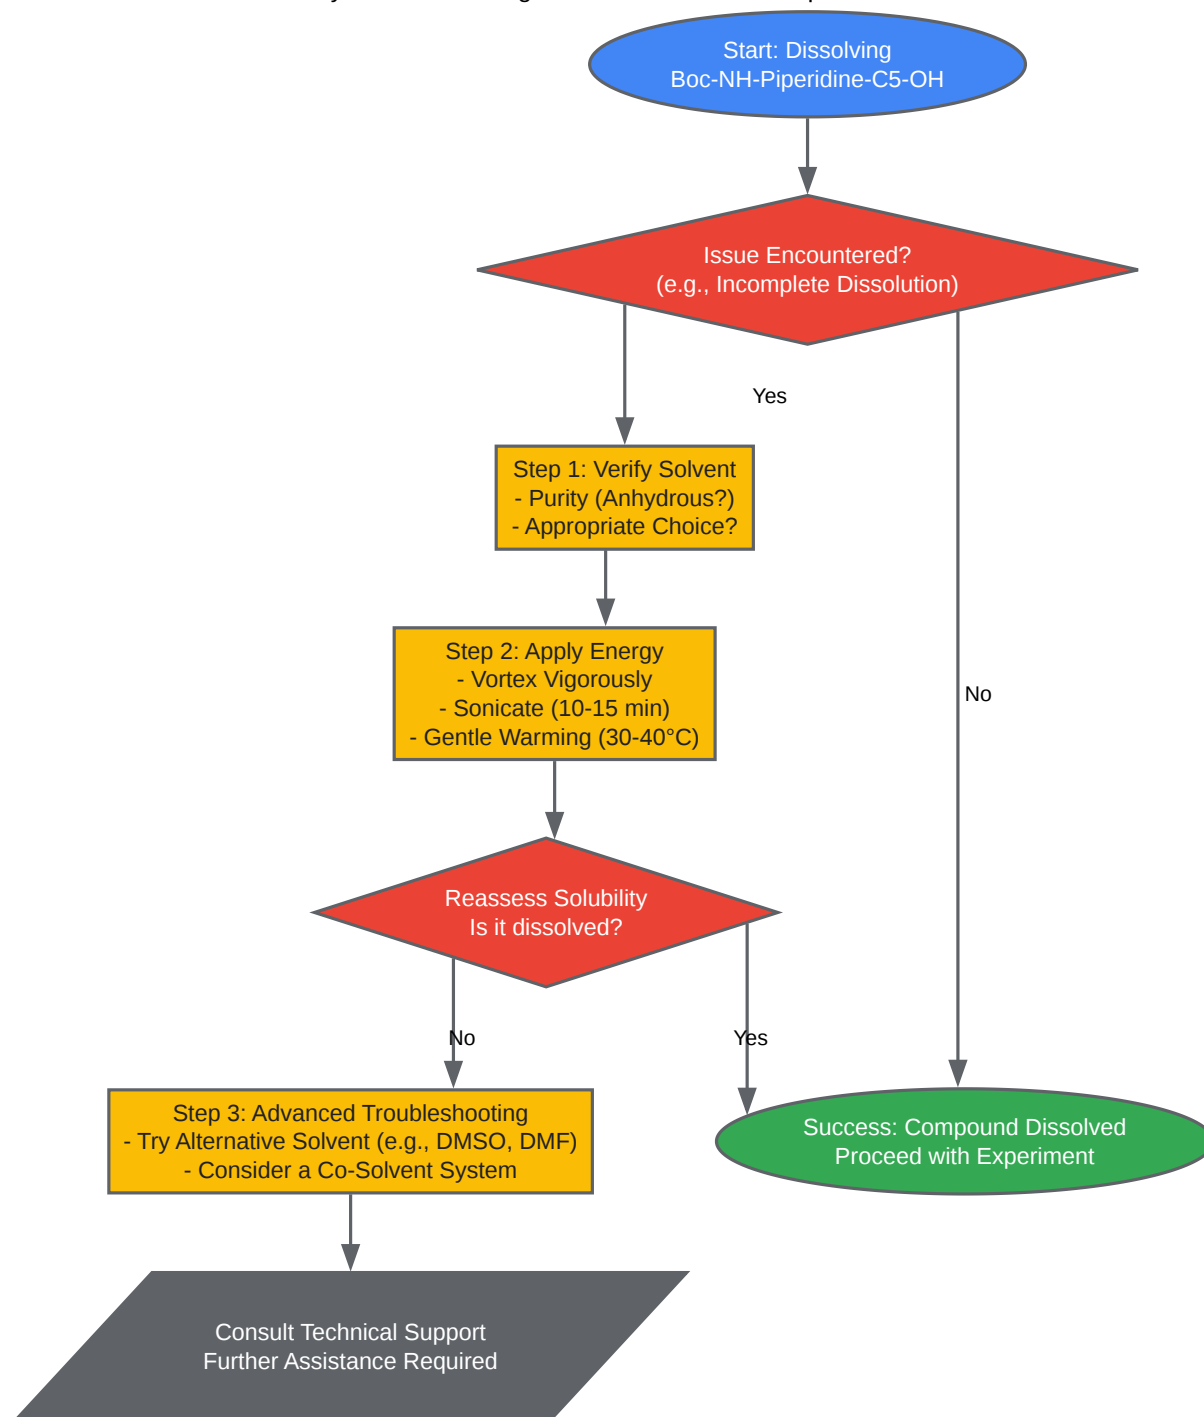 Start: Dissolving
Boc-NH-Piperidine-C5-OH
Issue Encountered?
(e.g., Incomplete Dissolution)
Yes
Step 1: Verify Solvent
- Purity (Anhydrous?)
- Appropriate Choice?
Step 2: Apply Energy
- Vortex Vigorously
- Sonicate (10-15 min)
- Gentle Warming (30-40°C)
No
Reassess Solubility
Is it dissolved?
No
Yes
Step 3: Advanced Troubleshooting
- Try Alternative Solvent (e.g., DMSO, DMF)
- Consider a Co-Solvent System
Success: Compound Dissolved
Proceed with Experiment
Consult Technical Support
Further Assistance Required